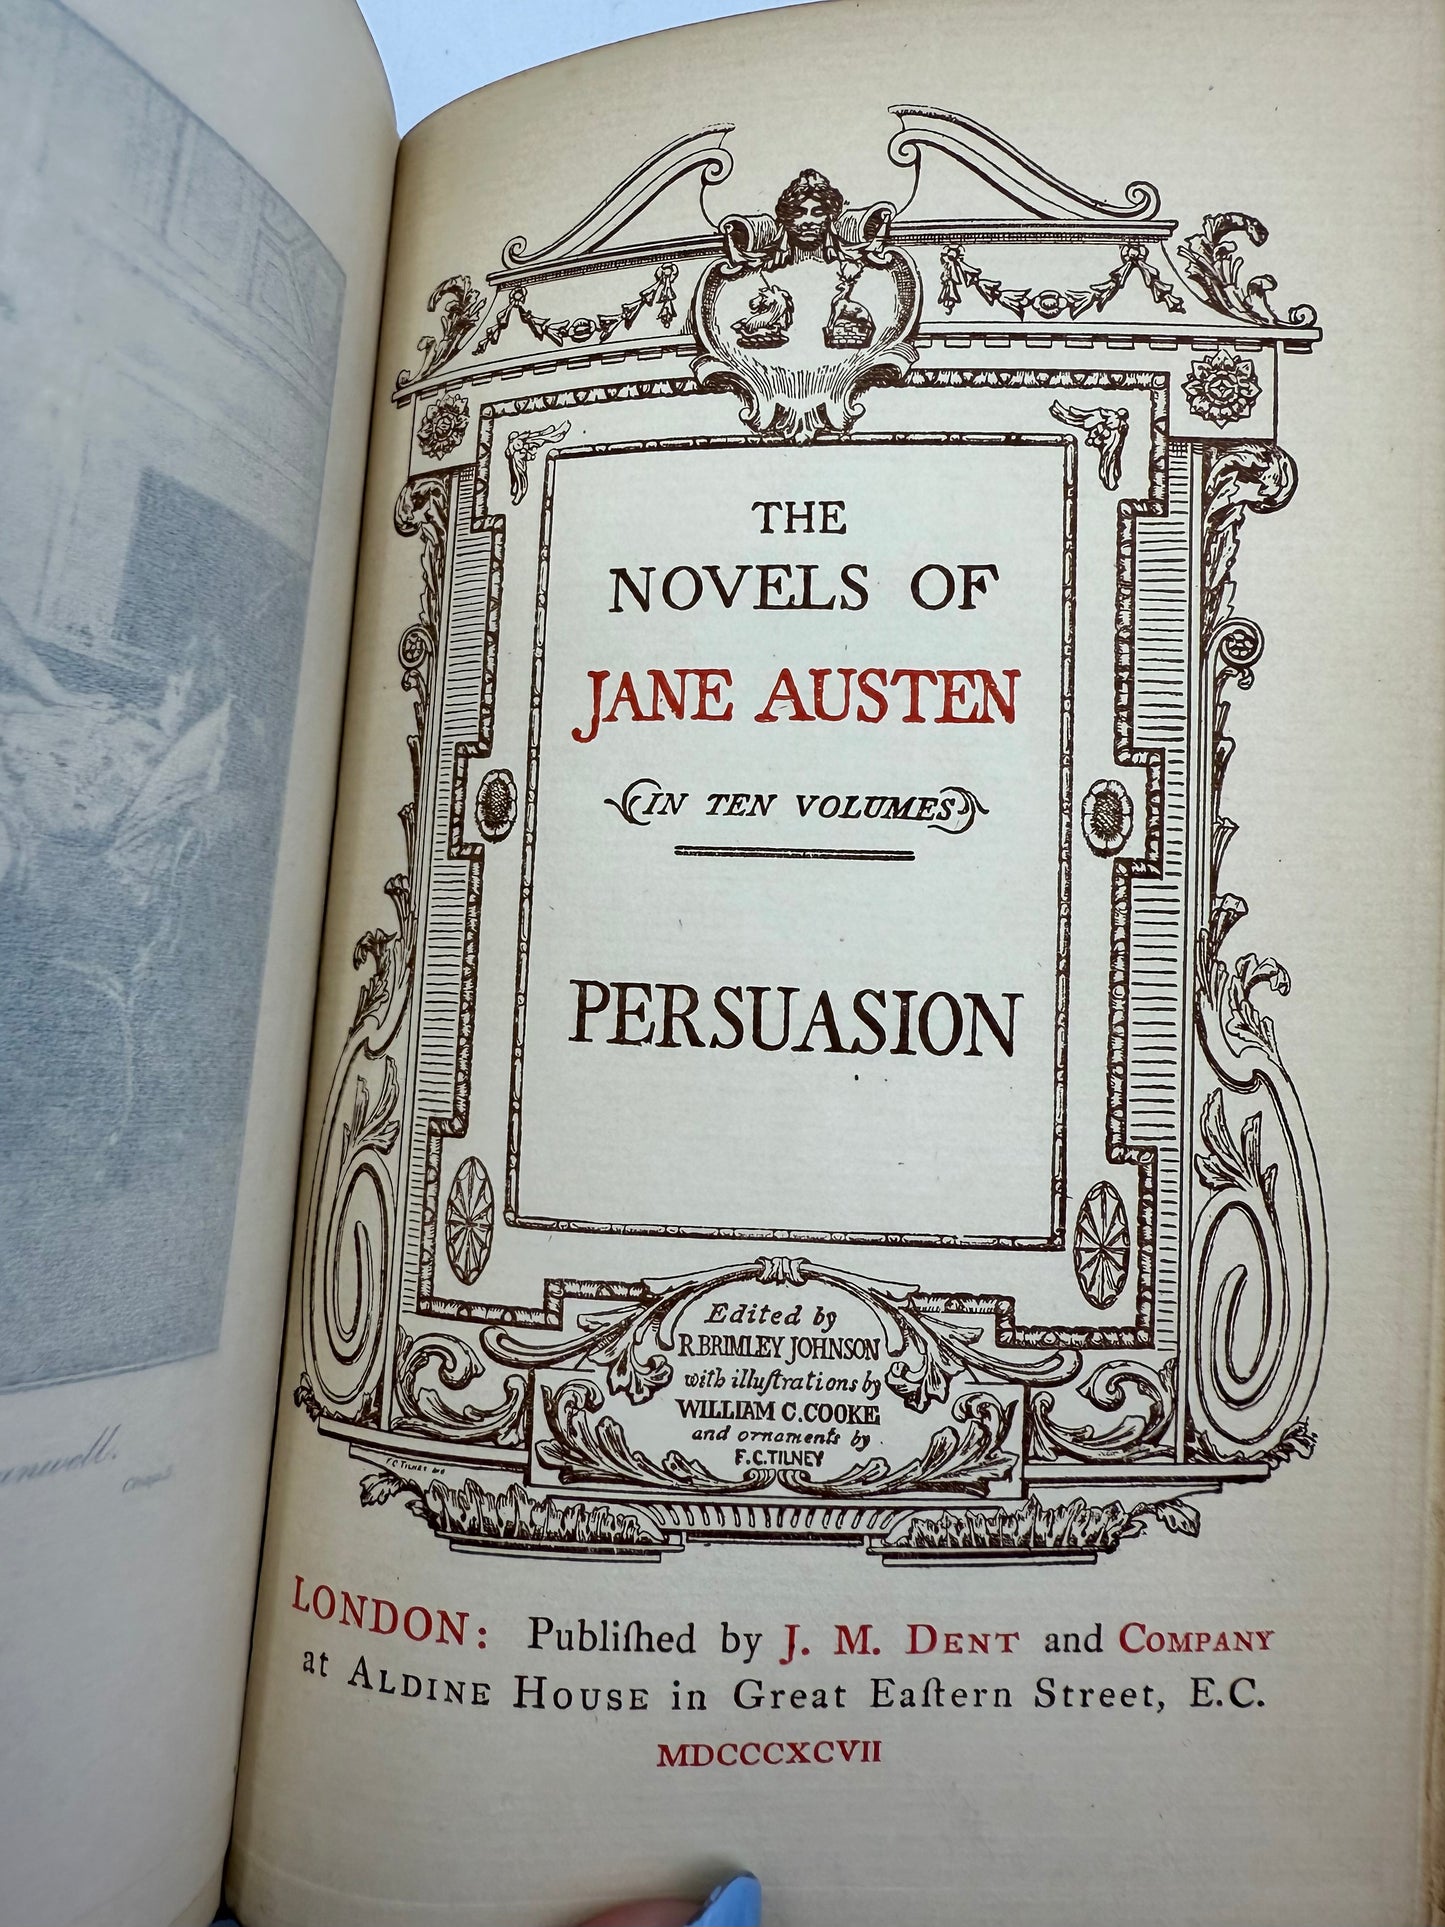 THE
NOVELS OF
JANE AUSTEN
IN TEN VOLUMES
PERSUASION
Edited by
R. BRIMLEY JOHNSON
with illuſtrations by
WILLIAM C. COOKE
and ornaments by
F. C. TILNEY
F. C. TILNEY
LONDON: Publiſhed by J. M. DENT and COMPANY
at ALDINE HOUSE in Great Eaſtern Street, E.C.
MDCCCXCVII